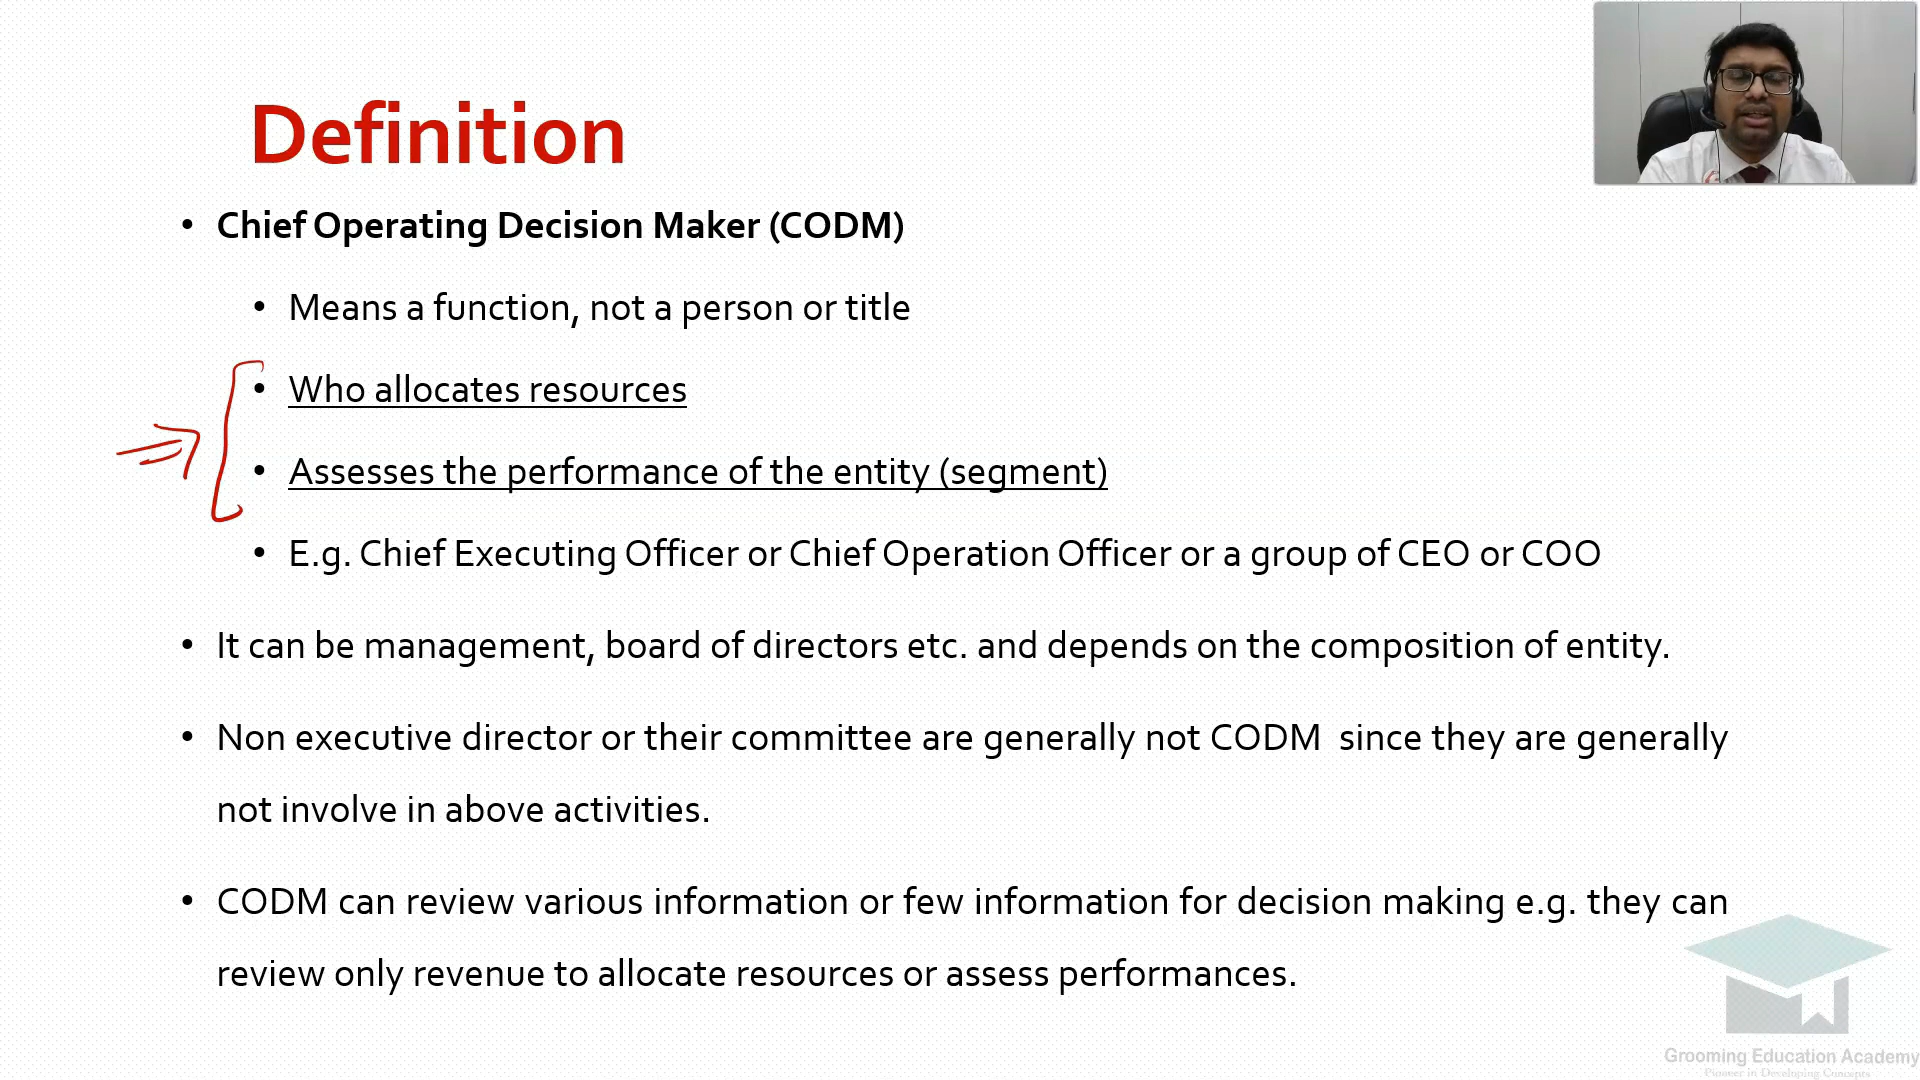 Definition
• Chief Operating Decision Maker (CODM)
• Means a function, not a person or title
• Who allocates resources
• Assesses the performance of the entity (segment)
• E.g. Chief Executing Officer or Chief Operation Officer or a group of CEO or COO
• It can be management, board of directors etc. and depends on the composition of entity.
• Non executive director or their committee are generally not CODM since they are generally
not involve in above activities.
• CODM can review various information or few information for decision making e.g. they can
review only revenue to allocate resources or assess performances.
Grooming Education Academy
Pioneer in Developing Concepts